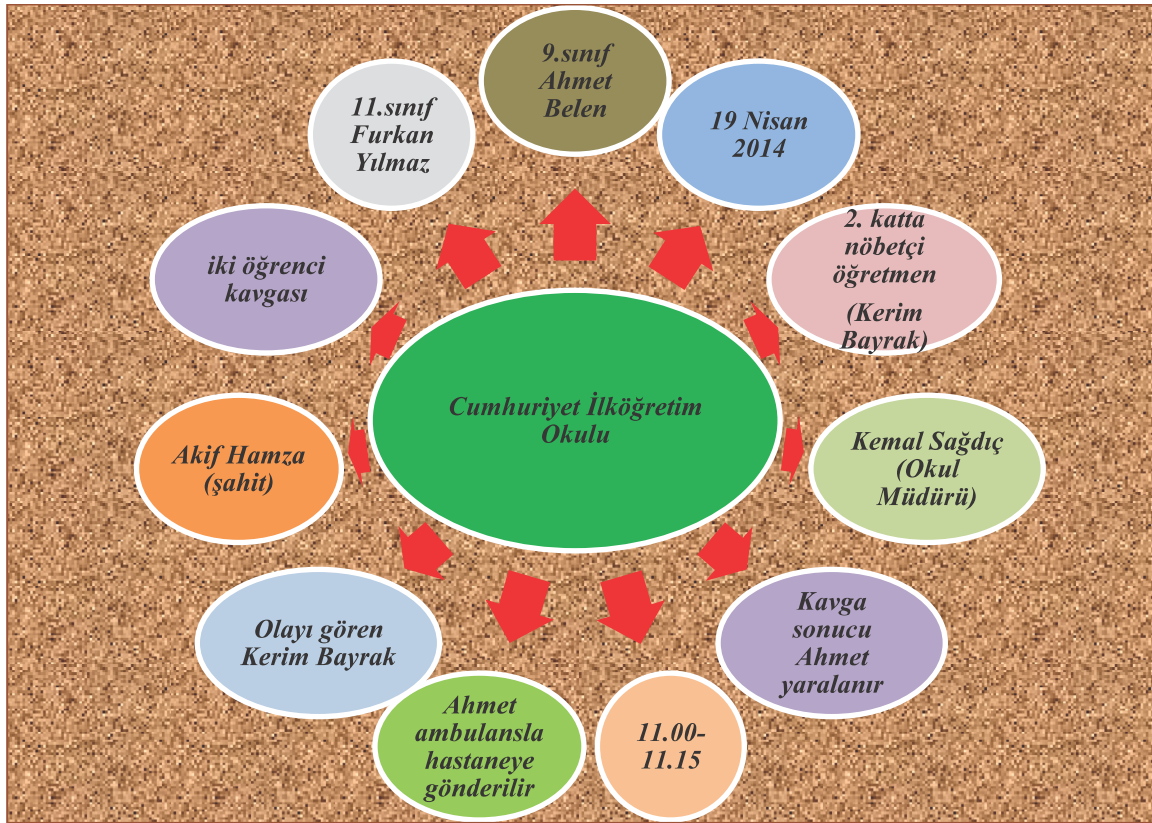 9.sınıf
Ahmet
Belen
19 Nisan
2014
2. katta
nöbetçi
öğretmen
(Kerim
Bayrak)
Kemal Sağdıç
(Okul
Müdürü)
Kavga
sonucu
Ahmet
yaralanır
11.00-
11.15
Ahmet
ambulansla
hastaneye
gönderilir
Olayı gören
Kerim Bayrak
Akif Hamza
(şahit)
iki öğrenci
kavgası
11.sınıf
Furkan
Yılmaz
Cumhuriyet İlköğretim
Okulu